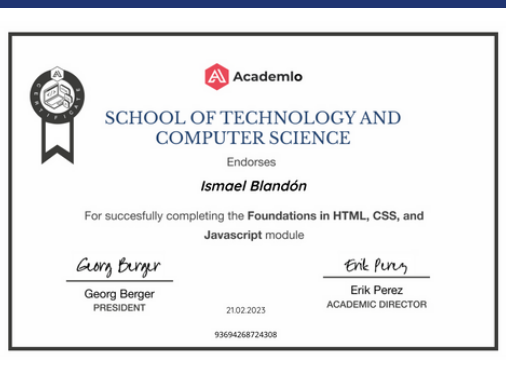 Academlo
CERTIFICATE
SCHOOL OF TECHNOLOGY AND
COMPUTER SCIENCE
Endorses
Ismael Blandón
For succesfully completing the Foundations in HTML, CSS, and
Javascript module
Georg Berger
Georg Berger
PRESIDENT
21.02.2023
Erik Perez
Erik Perez
ACADEMIC DIRECTOR
93694268724308